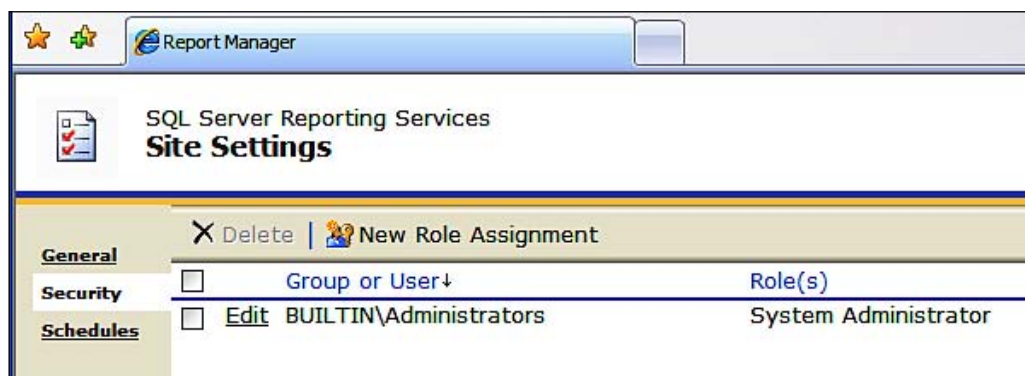 Report Manager
SQL Server Reporting Services
Site Settings
General
Security
Schedules
Delete | New Role Assignment
Group or User↓ Role(s)
Edit BUILTIN\Administrators System Administrator